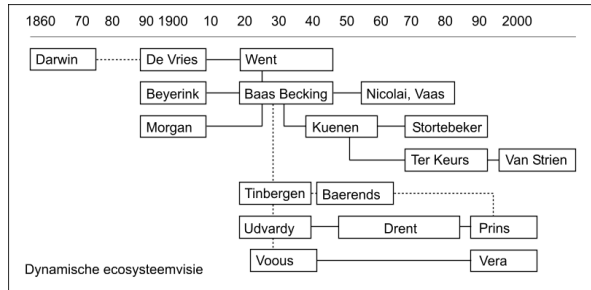 1860 70 80 90 1900 10 20 30 40 50 60 70 80 90 2000
Darwin De Vries Went
Beyerink Baas Becking Nicolai, Vaas
Morgan Kuenen Stortebeker
Ter Keurs Van Strien
Tinbergen Baerends
Udvardy Drent Prins
Voous Vera
Dynamische ecosysteemvisie